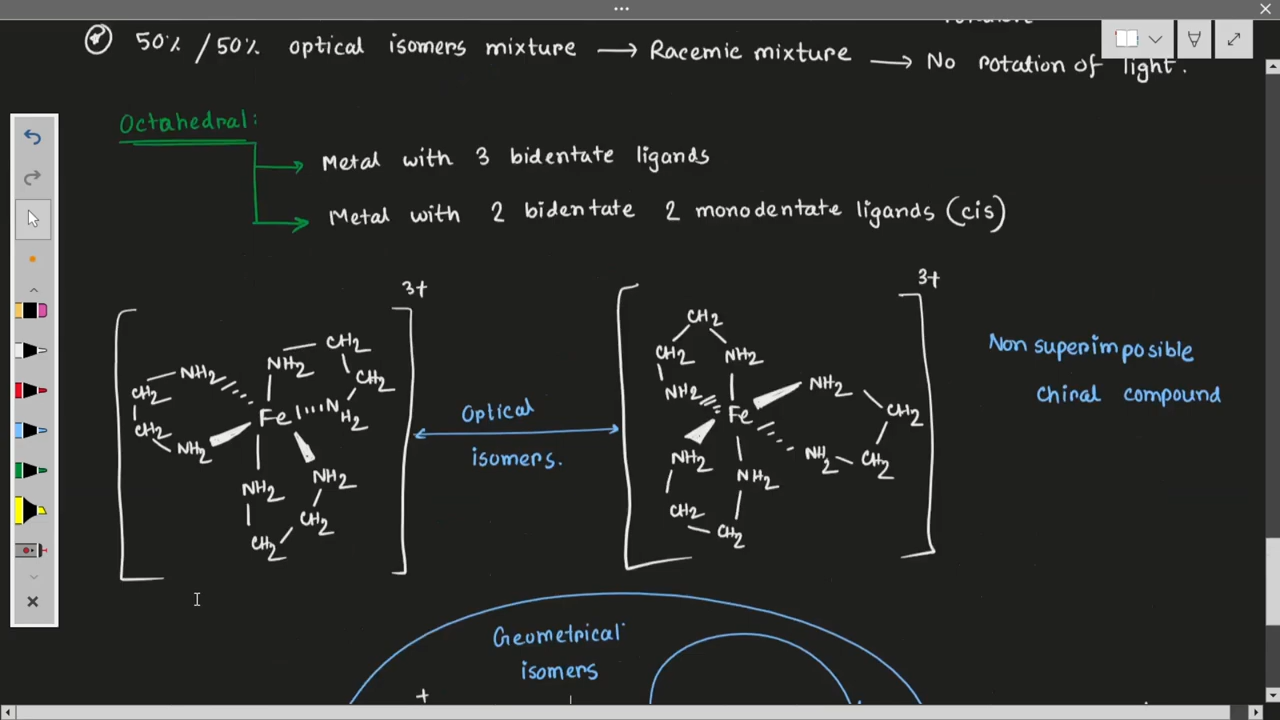 50% / 50% optical isomers mixture → Racemic mixture → No rotation of light.
Octahedral:
Metal with 3 bidentate ligands
Metal with 2 bidentate 2 monodentate ligands (cis)
3+
NH2 CH2
NH2 CH2
CH2
Fe NH2
CH2
NH2
NH2 NH2
CH2
CH2
Optical
isomers.
3+
CH2
CH2 NH2
NH2 NH2
Fe CH2
NH2 NH2 CH2
NH2
CH2
CH2
Non superimposible
chiral compound
Geometrical
isomers
+